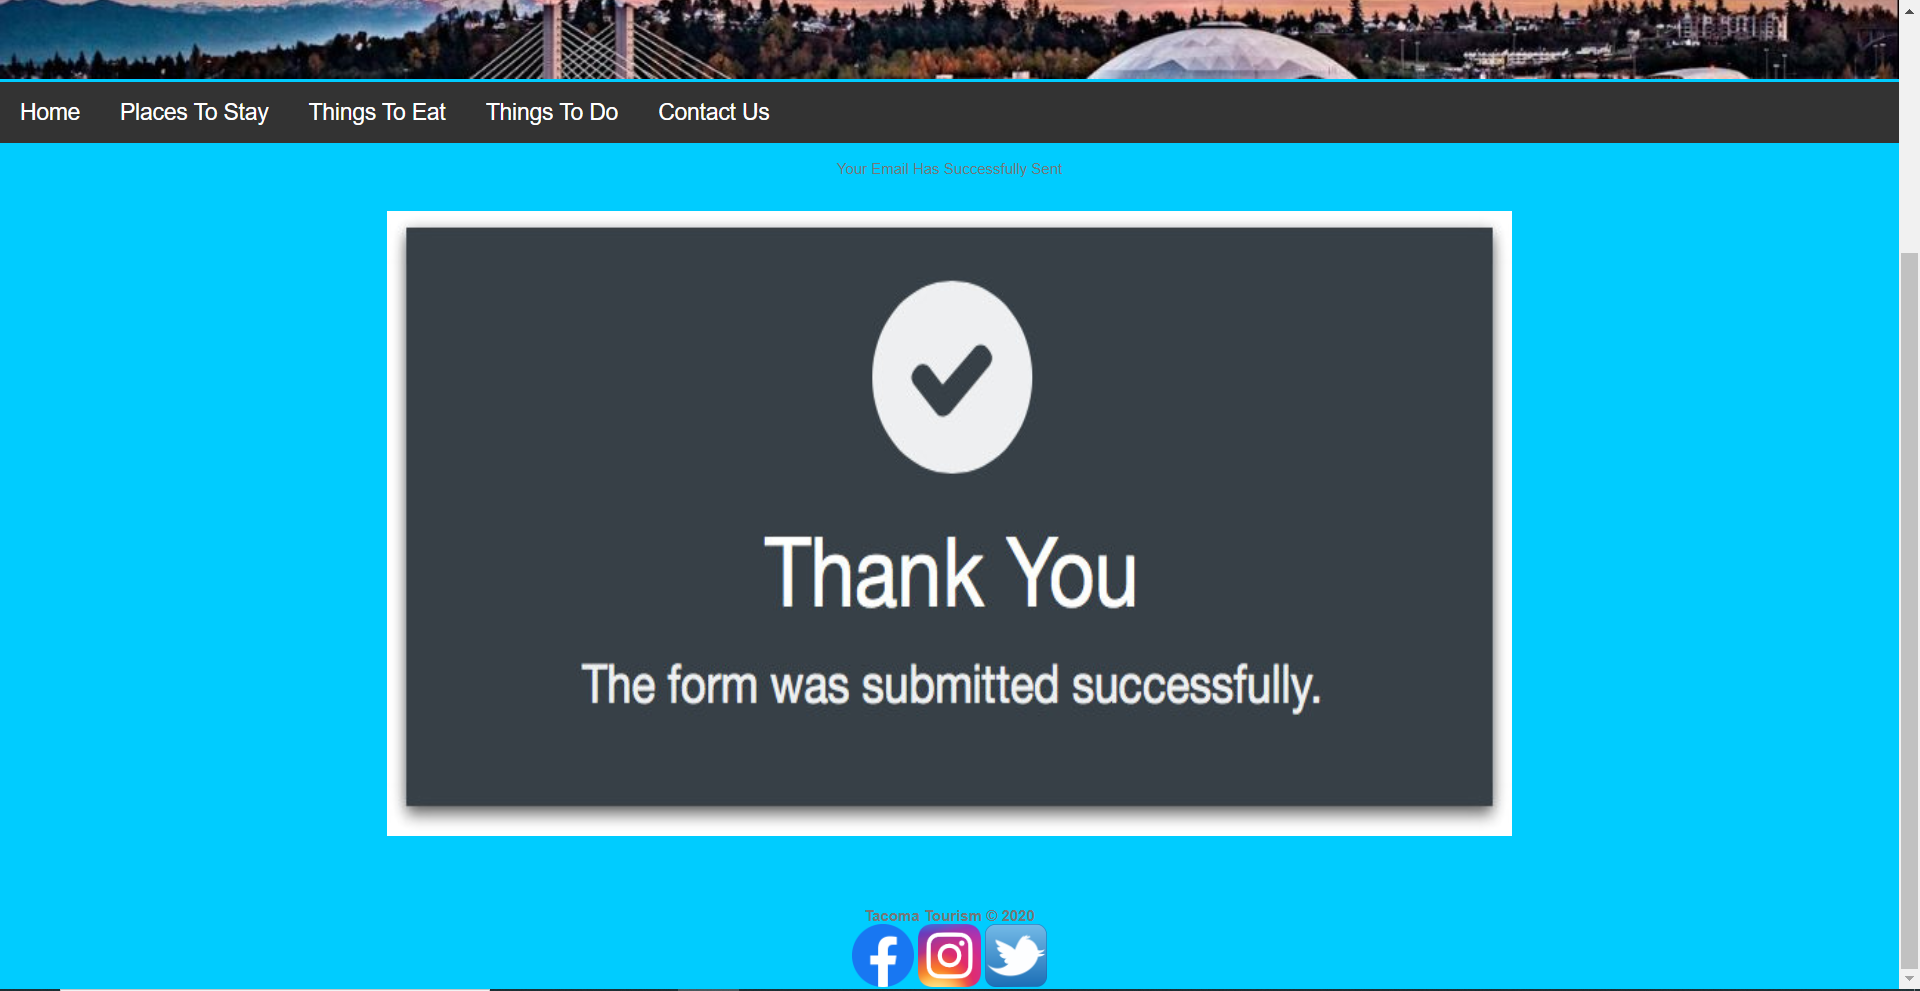 Home Places To Stay Things To Eat Things To Do Contact Us
Your Email Has Successfully Sent
Thank You
The form was submitted successfully.
Tacoma Tourism © 2020